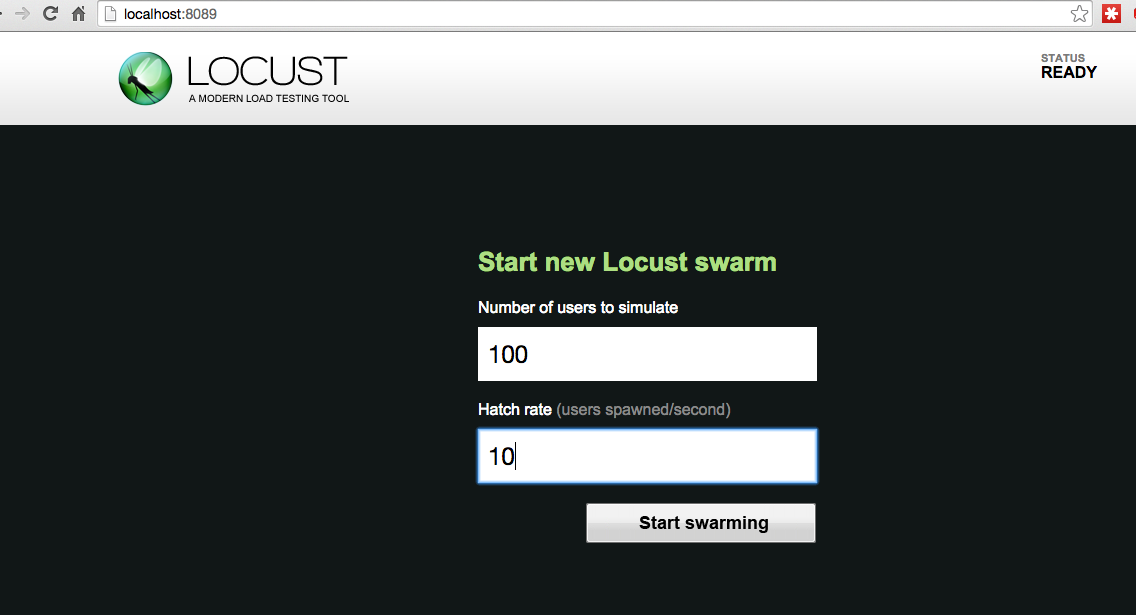 localhost:8089
LOCUST
A MODERN LOAD TESTING TOOL
STATUS
READY
Start new Locust swarm
Number of users to simulate
100
Hatch rate (users spawned/second)
10
Start swarming